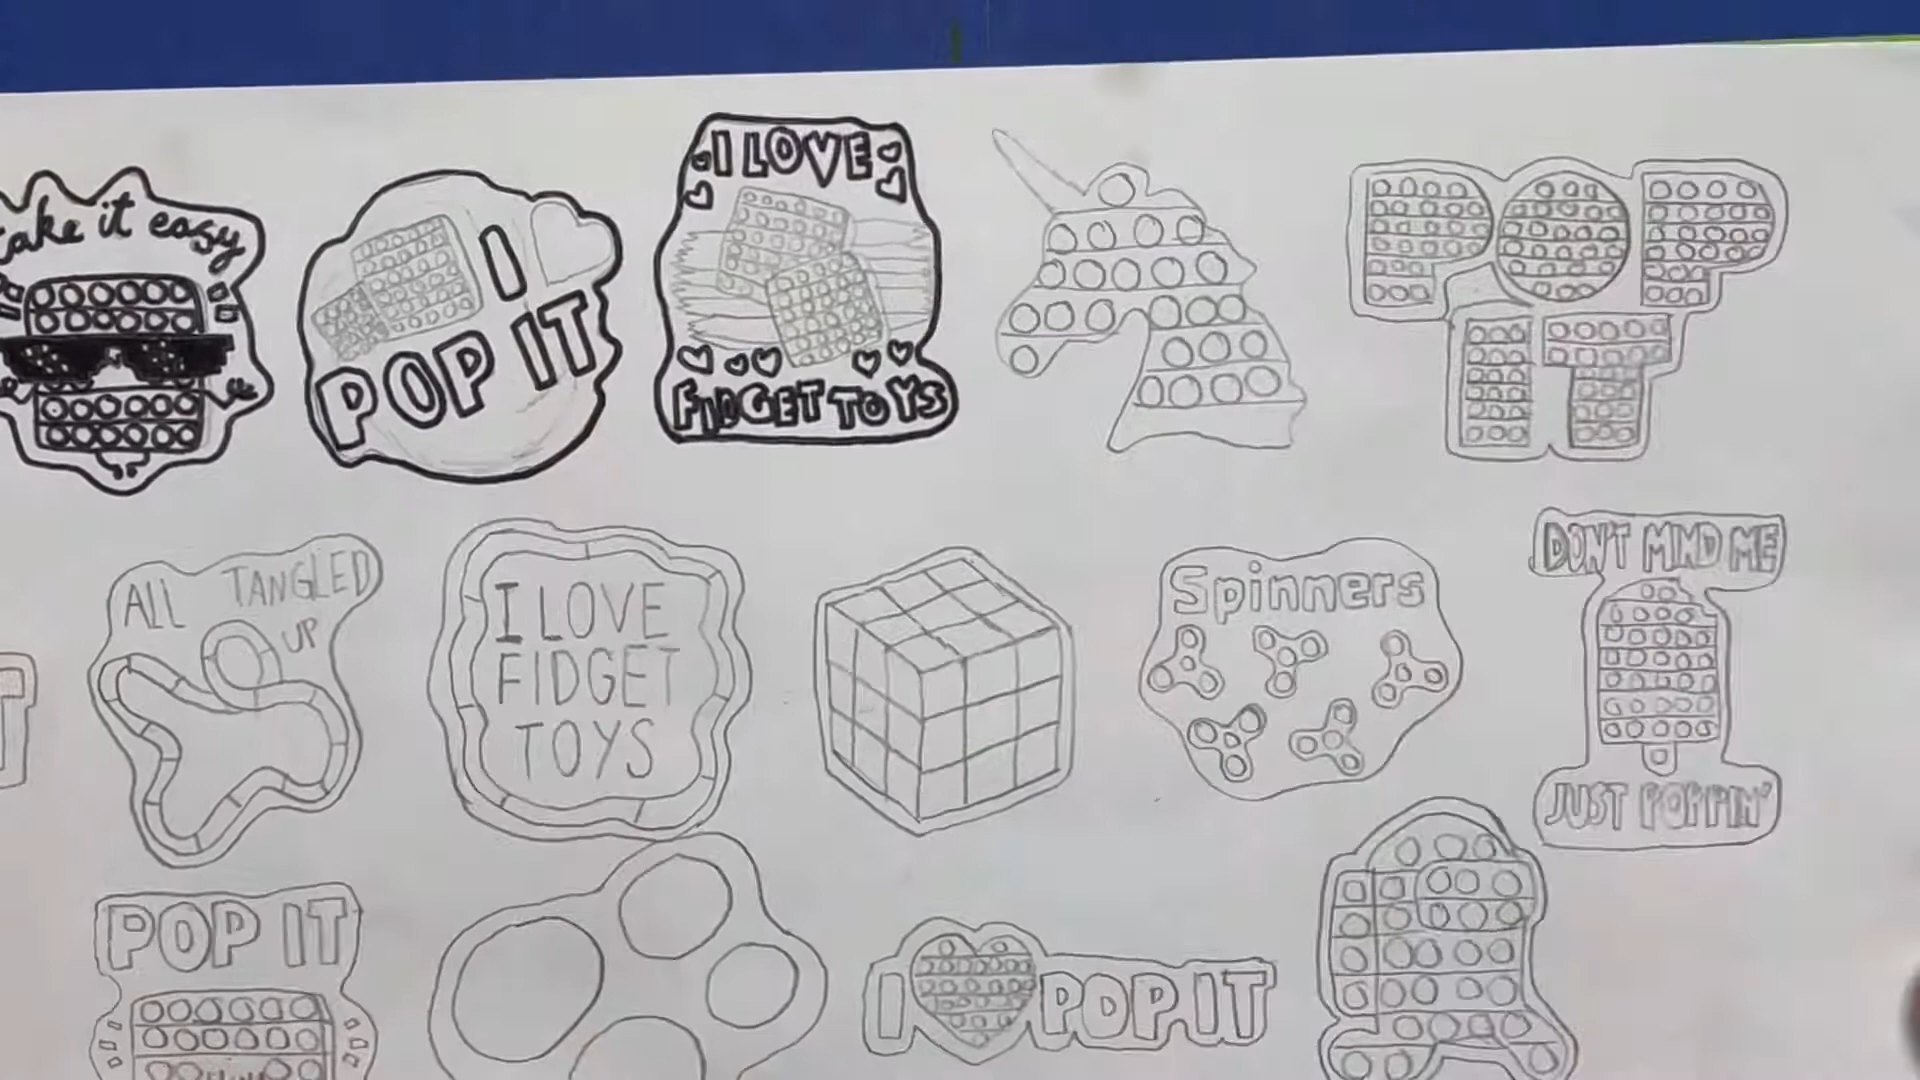 Take it easy
I
POP IT
I LOVE
FIDGET TOYS
POP
IT
ALL TANGLED
UP
I LOVE
FIDGET
TOYS
Spinners
DON'T MIND ME
JUST POPPIN'
POP IT
I POP IT